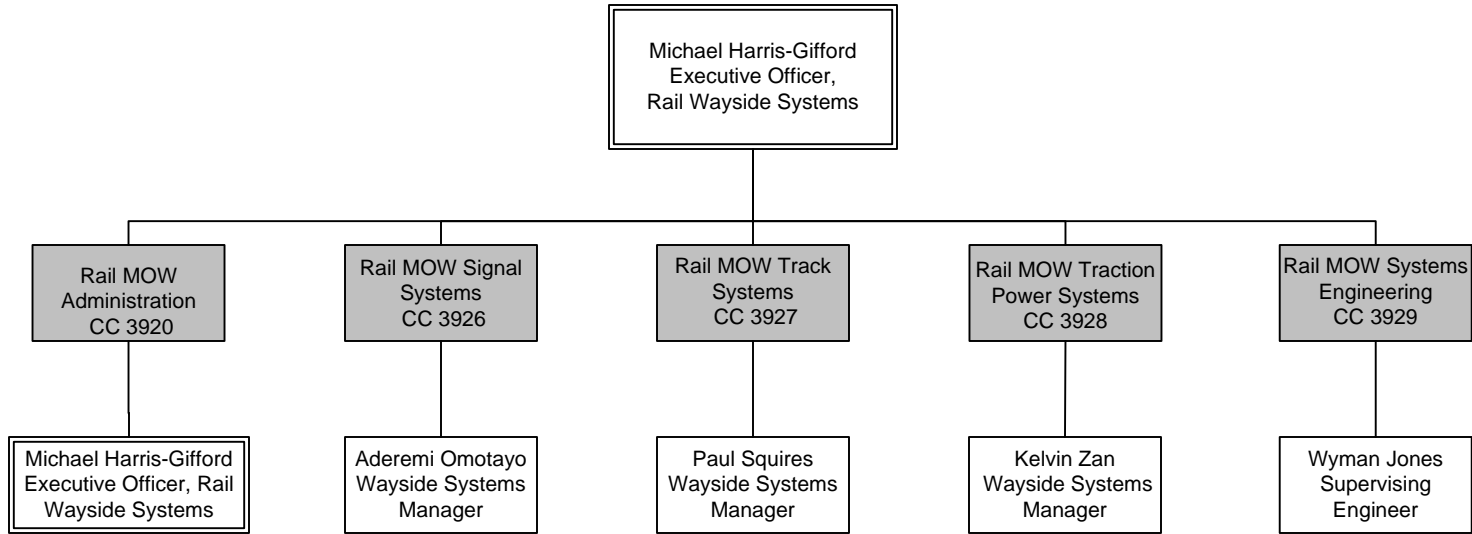 Michael Harris-Gifford
Executive Officer,
Rail Wayside Systems
Rail MOW
Administration
CC 3920
Rail MOW Signal
Systems
CC 3926
Rail MOW Track
Systems
CC 3927
Rail MOW Traction
Power Systems
CC 3928
Rail MOW Systems
Engineering
CC 3929
Michael Harris-Gifford
Executive Officer, Rail
Wayside Systems
Aderemi Omotayo
Wayside Systems
Manager
Paul Squires
Wayside Systems
Manager
Kelvin Zan
Wayside Systems
Manager
Wyman Jones
Supervising
Engineer